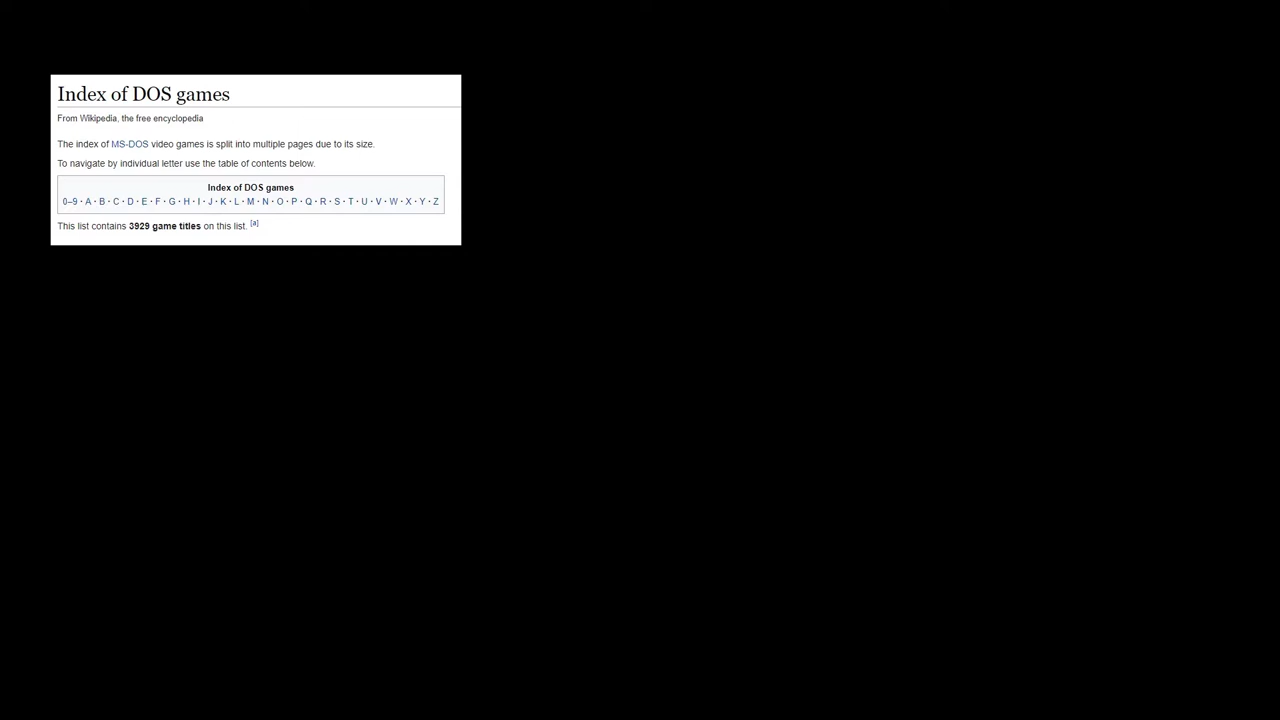 Index of DOS games
From Wikipedia, the free encyclopedia
The index of MS-DOS video games is split into multiple pages due to its size.
To navigate by individual letter use the table of contents below.
Index of DOS games
0–9 · A · B · C · D · E · F · G · H · I · J · K · L · M · N · O · P · Q · R · S · T · U · V · W · X · Y · Z
This list contains 3929 game titles on this list. [a]